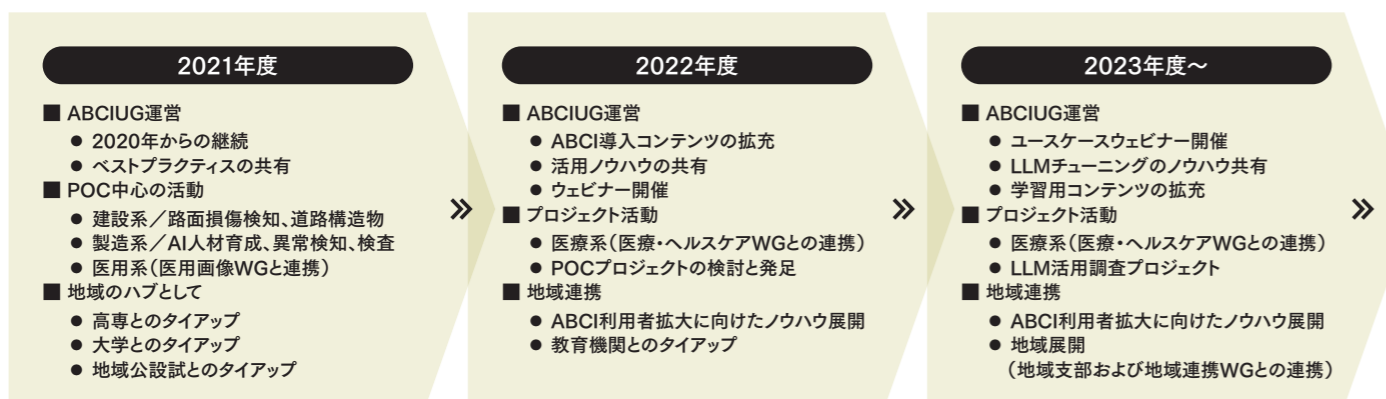 2021年度
■ ABCIUG運営
● 2020年からの継続
● ベストプラクティスの共有
■ POC中心の活動
● 建設系／路面損傷検知、道路構造物
● 製造系／AI人材育成、異常検知、検査
● 医用系（医用画像WGと連携）
■ 地域のハブとして
● 高専とのタイアップ
● 大学とのタイアップ
● 地域公設試とのタイアップ
2022年度
■ ABCIUG運営
● ABCI導入コンテンツの拡充
● 活用ノウハウの共有
● ウェビナー開催
■ プロジェクト活動
● 医療系（医療・ヘルスケアWGとの連携）
● POCプロジェクトの検討と発足
■ 地域連携
● ABCI利用者拡大に向けたノウハウ展開
● 教育機関とのタイアップ
2023年度～
■ ABCIUG運営
● ユースケースウェビナー開催
● LLMチューニングのノウハウ共有
● 学習用コンテンツの拡充
■ プロジェクト活動
● 医療系（医療・ヘルスケアWGとの連携）
● LLM活用調査プロジェクト
■ 地域連携
● ABCI利用者拡大に向けたノウハウ展開
● 地域展開
（地域支部および地域連携WGとの連携）